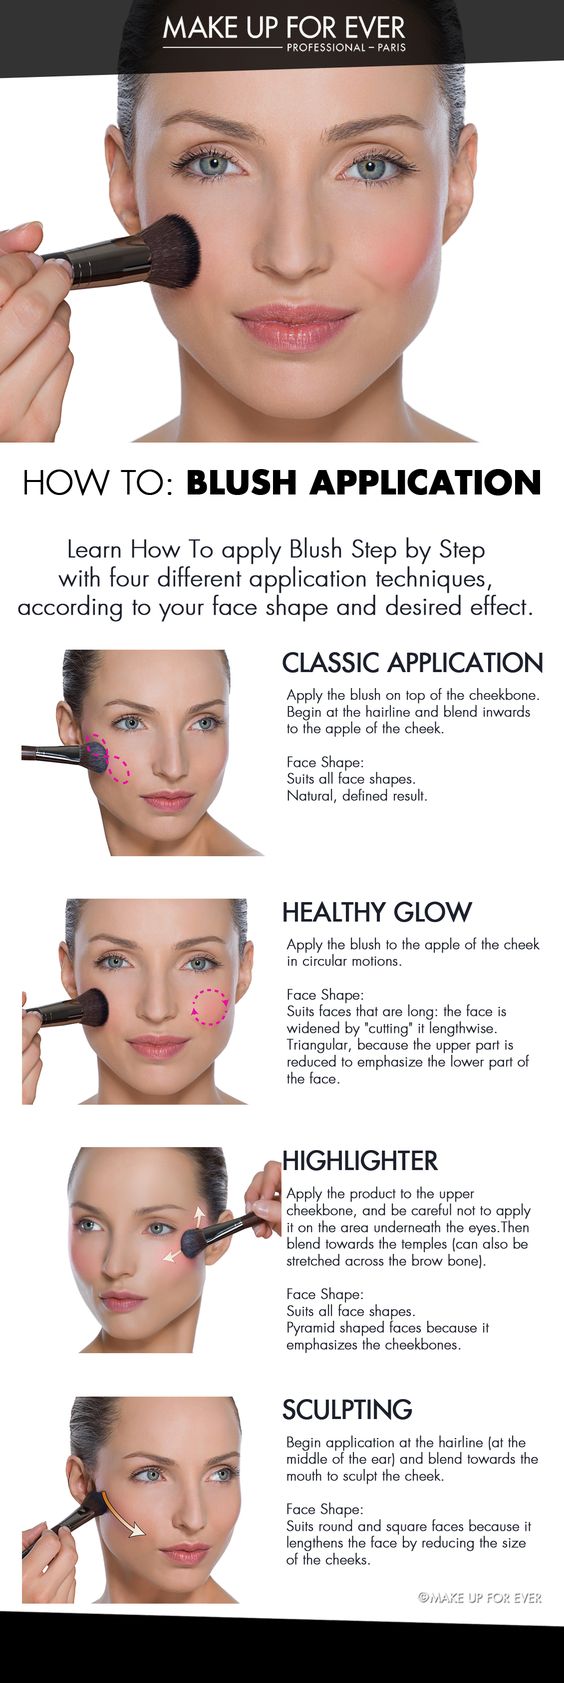 MAKE UP FOR EVER
PROFESSIONAL – PARIS
HOW TO: BLUSH APPLICATION
Learn How To apply Blush Step by Step
with four different application techniques,
according to your face shape and desired effect.
CLASSIC APPLICATION
Apply the blush on top of the cheekbone.
Begin at the hairline and blend inwards
to the apple of the cheek.
Face Shape:
Suits all face shapes.
Natural, defined result.
HEALTHY GLOW
Apply the blush to the apple of the cheek
in circular motions.
Face Shape:
Suits faces that are long: the face is
widened by "cutting" it lengthwise.
Triangular, because the upper part is
reduced to emphasize the lower part of
the face.
HIGHLIGHTER
Apply the product to the upper
cheekbone, and be careful not to apply
it on the area underneath the eyes.Then
blend towards the temples (can also be
stretched across the brow bone).
Face Shape:
Suits all face shapes.
Pyramid shaped faces because it
emphasizes the cheekbones.
SCULPTING
Begin application at the hairline (at the
middle of the ear) and blend towards the
mouth to sculpt the cheek.
Face Shape:
Suits round and square faces because it
lengthens the face by reducing the size
of the cheeks.
©MAKE UP FOR EVER